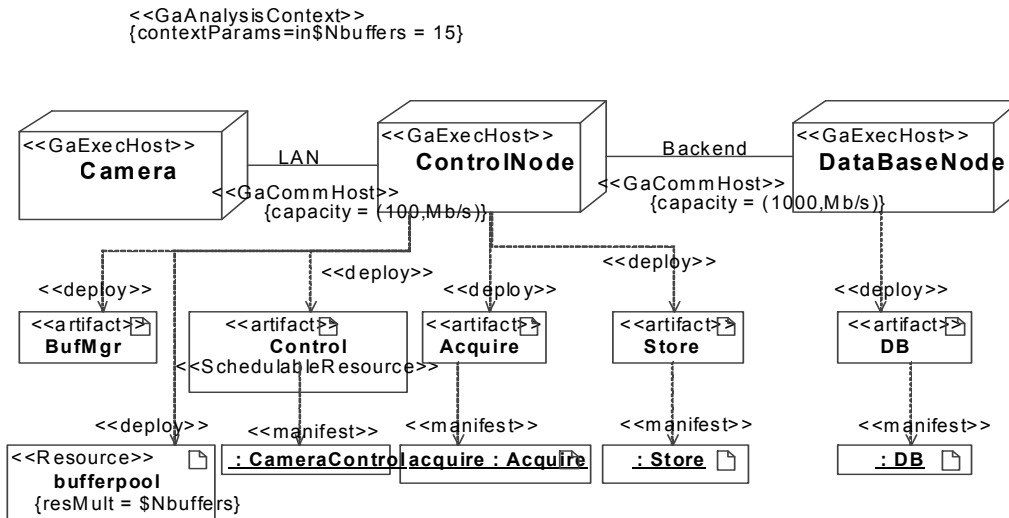 <<GaAnalysisContext>>
{contextParams=in$Nbuffers = 15}
<<GaExecHost>>
Camera
LAN
<<GaCommHost>>
{capacity = (100,Mb/s)}
<<GaExecHost>>
ControlNode
Backend
<<GaCommHost>>
{capacity = (1000,Mb/s)}
<<GaExecHost>>
DataBaseNode
<<deploy>>
<<deploy>>
<<deploy>>
<<deploy>>
<<deploy>>
<<artifact>>
BufMgr
<<artifact>>
Control
<<SchedulableResource>>
<<artifact>>
Acquire
<<artifact>>
Store
<<artifact>>
DB
<<deploy>>
<<manifest>>
<<manifest>>
<<manifest>>
<<manifest>>
<<Resource>>
bufferpool
{resMult = $Nbuffers}
: CameraControl
acquire : Acquire
: Store
: DB